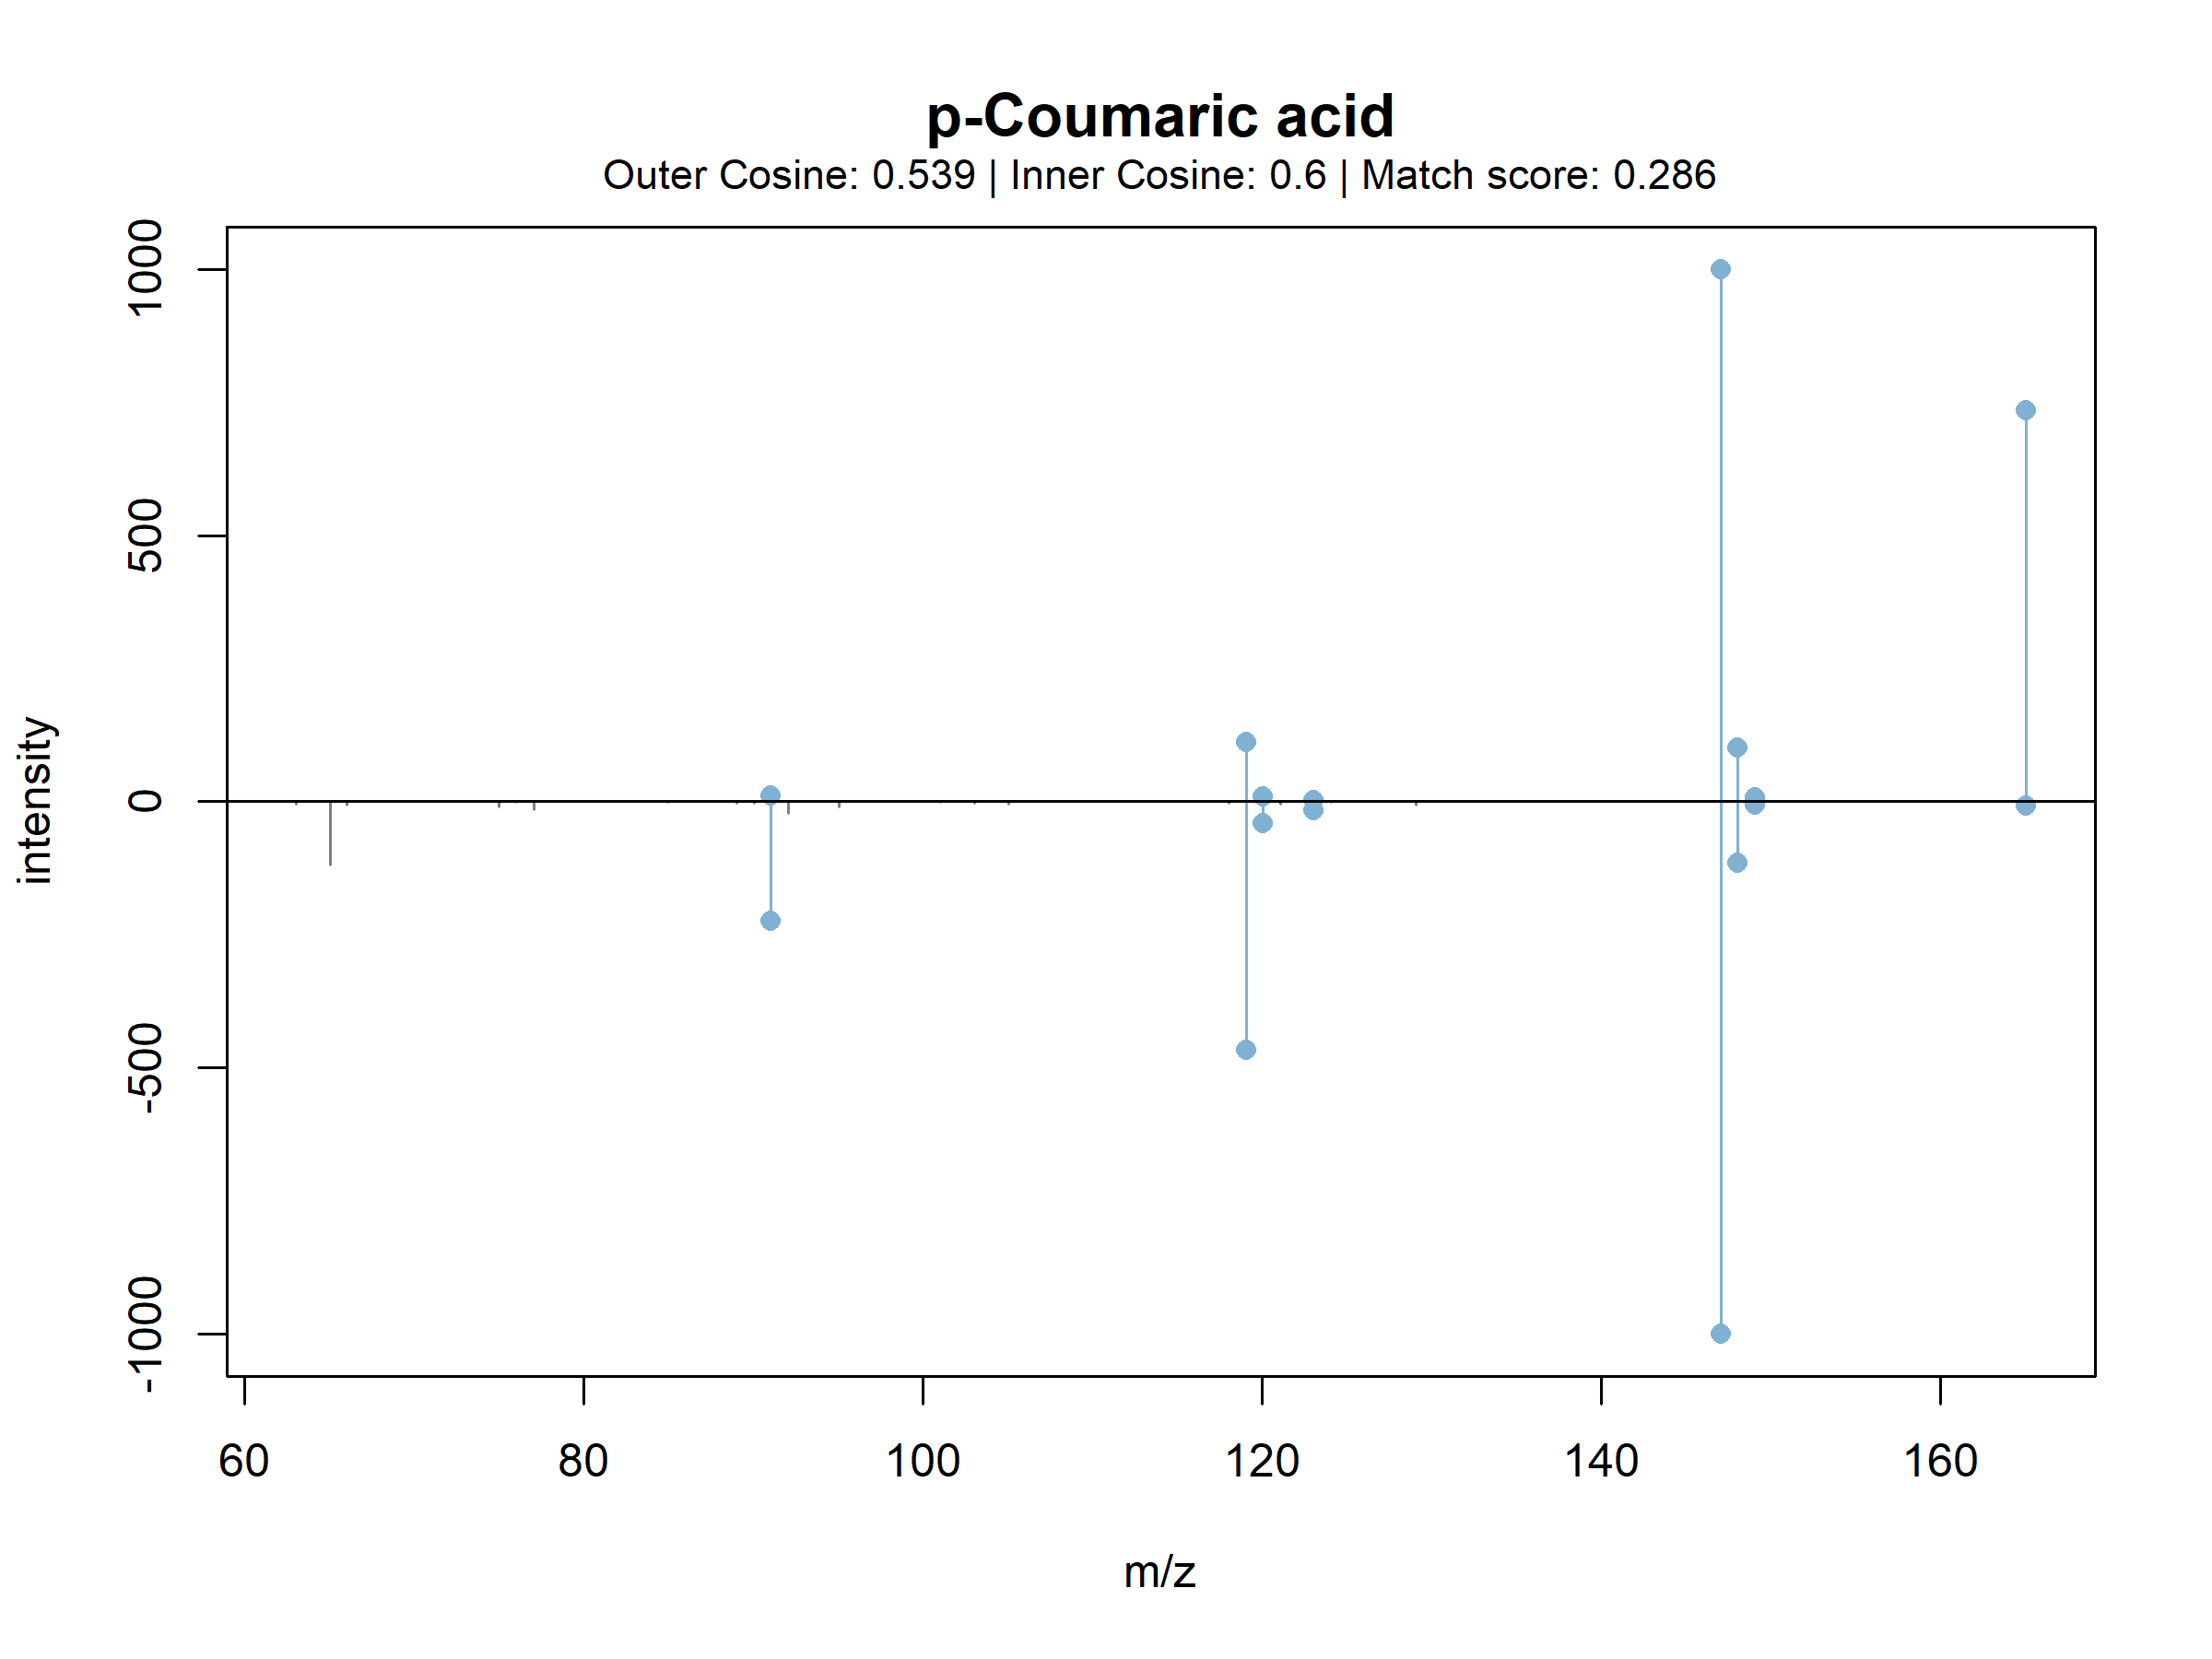 p-Coumaric acid
Outer Cosine: 0.539 | Inner Cosine: 0.6 | Match score: 0.286
1000
500
0
-500
-1000
intensity
60 80 100 120 140 160
m/z